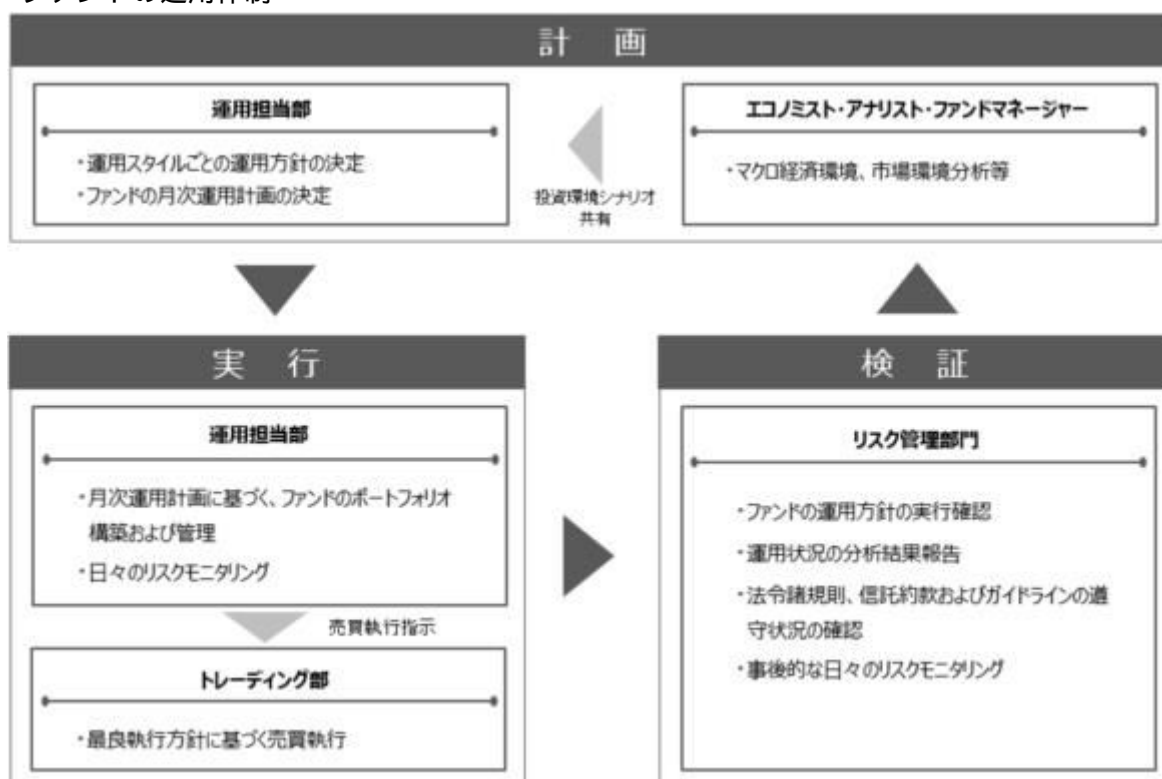 ファンドの運用体制
計 画
運用担当部
・運用スタイルごとの運用方針の決定
・ファンドの月次運用計画の決定
投資環境シナリオ
共有
エコノミスト・アナリスト・ファンドマネージャー
・マクロ経済環境、市場環境分析等
実 行
運用担当部
・月次運用計画に基づく、ファンドのポートフォリオ
構築および管理
・日々のリスクモニタリング
売買執行指示
トレーディング部
・最良執行方針に基づく売買執行
検 証
リスク管理部門
・ファンドの運用方針の実行確認
・運用状況の分析結果報告
・法令諸規則、信託約款およびガイドラインの遵
守状況の確認
・事後的な日々のリスクモニタリング